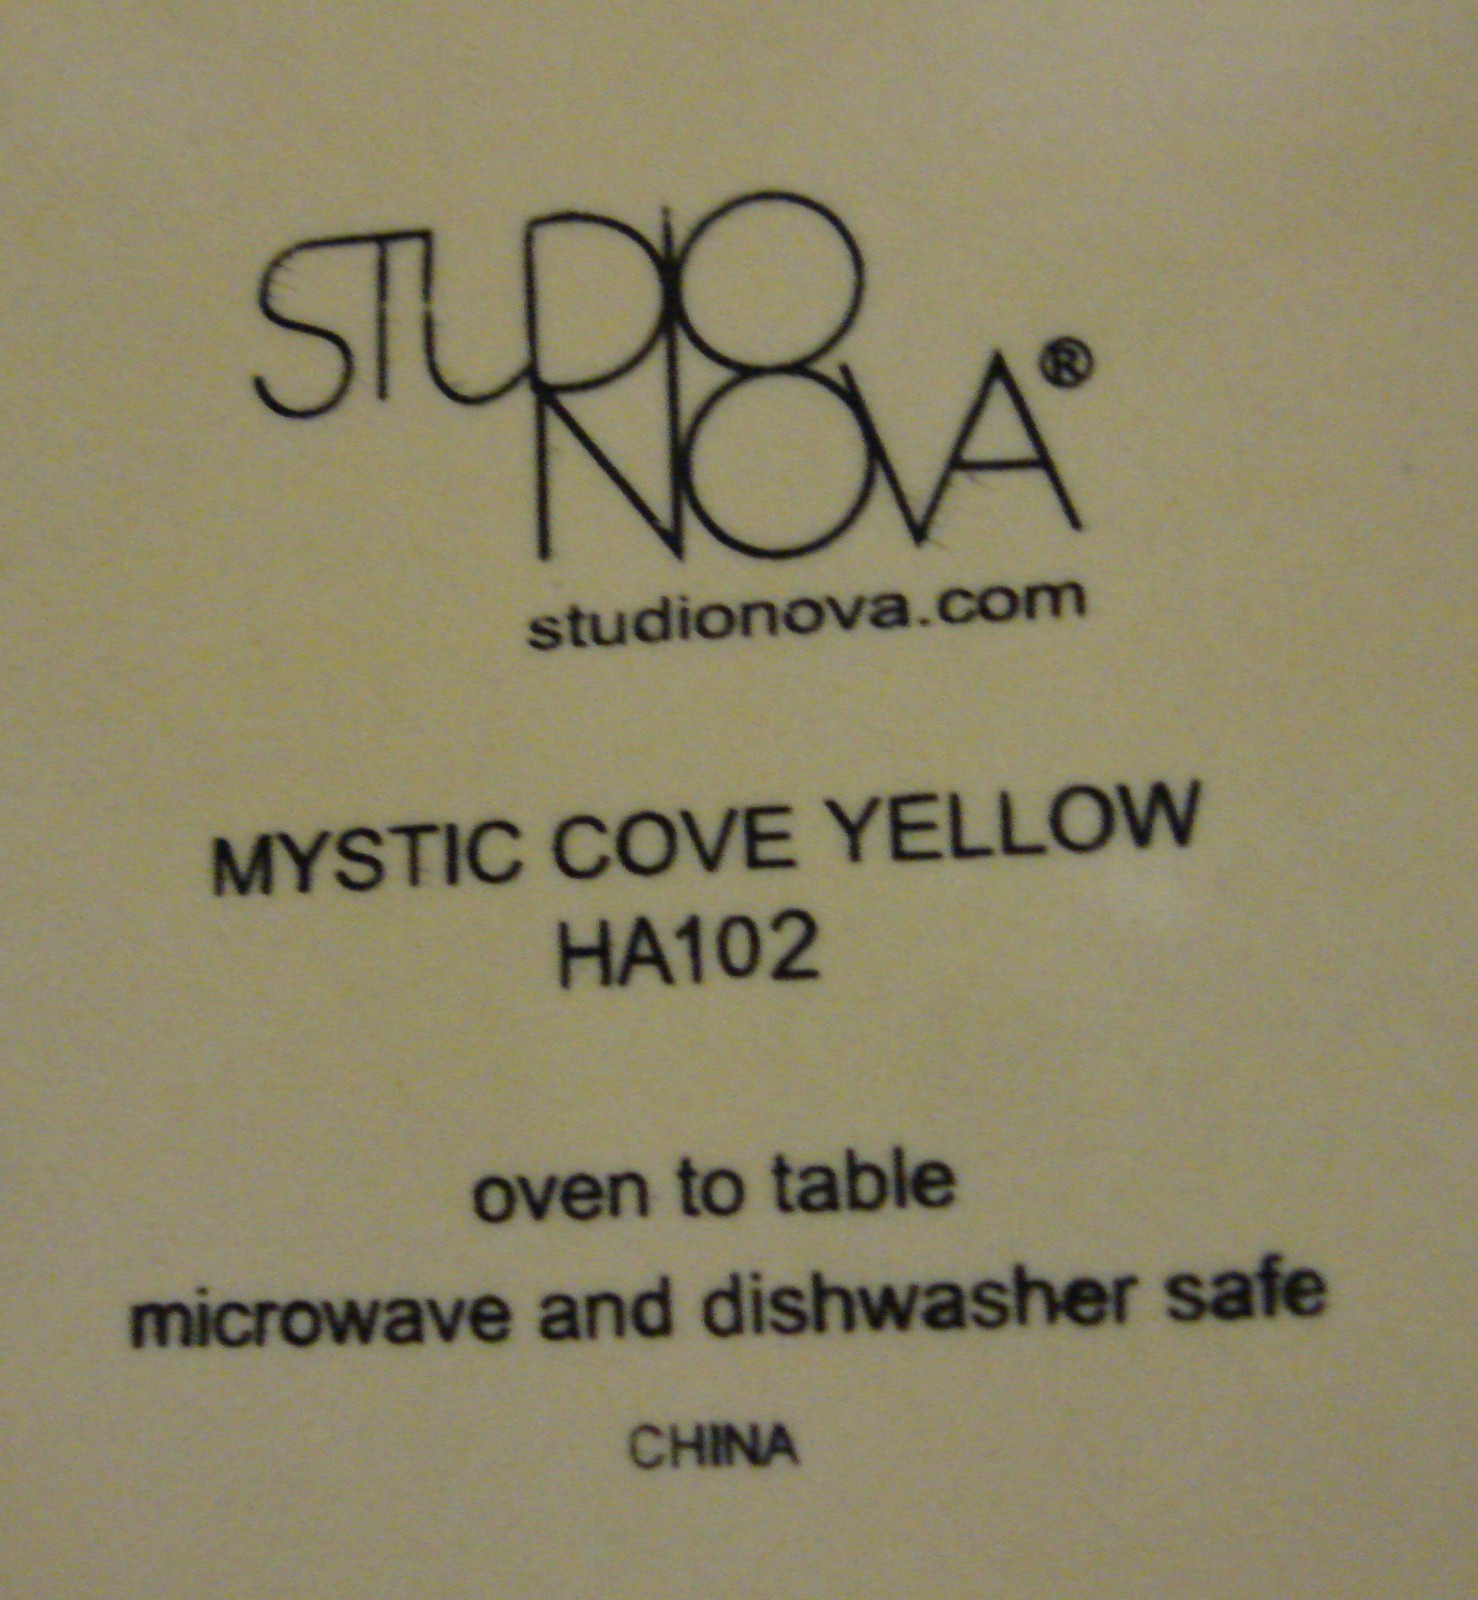 STUDIO
NOVA®
studionova.com
MYSTIC COVE YELLOW
HA102
oven to table
microwave and dishwasher safe
CHINA